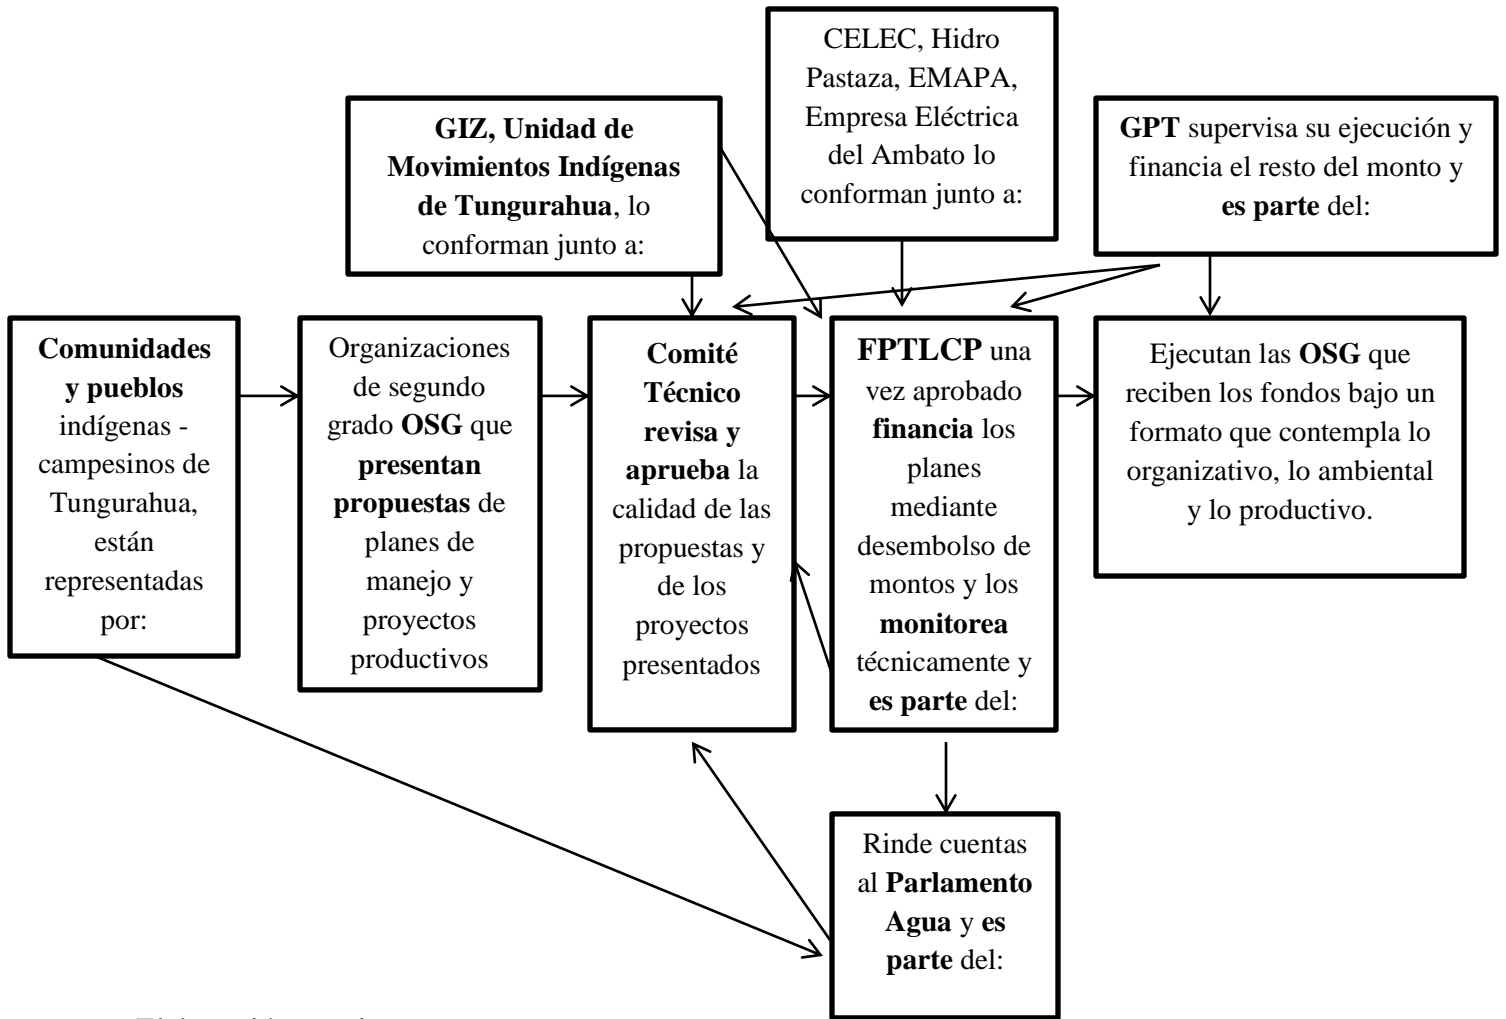 CELEC, Hidro
Pastaza, EMAPA,
Empresa Eléctrica
del Ambato lo
conforman junto a:
GIZ, Unidad de
Movimientos Indígenas
de Tungurahua, lo
conforman junto a:
GPT supervisa su ejecución y
financia el resto del monto y
es parte del:
Comunidades
y pueblos
indígenas -
campesinos de
Tungurahua,
están
representadas
por:
Organizaciones
de segundo
grado OSG que
presentan
propuestas de
planes de
manejo y
proyectos
productivos
Comité
Técnico
revisa y
aprueba la
calidad de las
propuestas y
de los
proyectos
presentados
FPTLCP una
vez aprobado
financia los
planes
mediante
desembolso de
montos y los
monitorea
técnicamente y
es parte del:
Ejecutan las OSG que
reciben los fondos bajo un
formato que contempla lo
organizativo, lo ambiental
y lo productivo.
Rinde cuentas
al Parlamento
Agua y es
parte del: